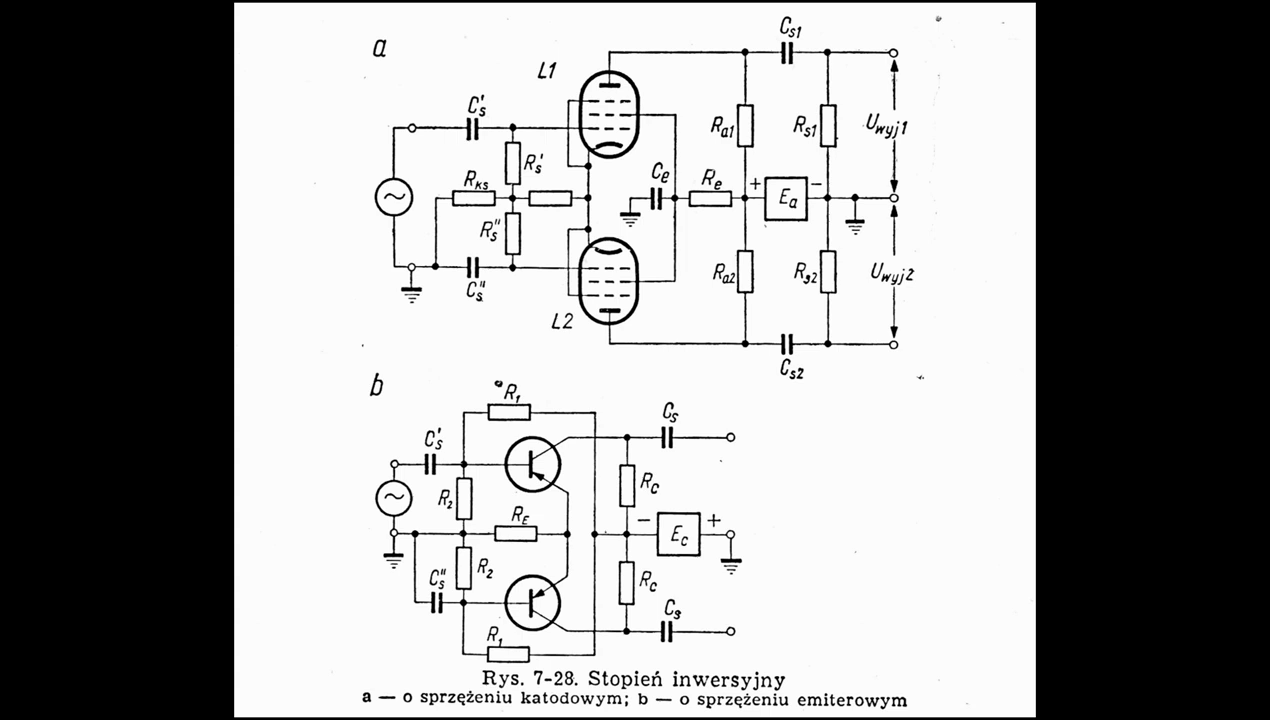 a
L1
C's
R's
Rks
R"s
C"s
L2
Ce
Re
Ra1
Ra2
Cs1
Rs1
Uwyj1
+ Ea −
Rs2
Uwyj2
Cs2
b
R1
C's
R2
RE
R2
C"s
R1
Cs
Rc
− Ec +
Rc
Cs
Rys. 7-28. Stopień inwersyjny
a — o sprzężeniu katodowym; b — o sprzężeniu emiterowym